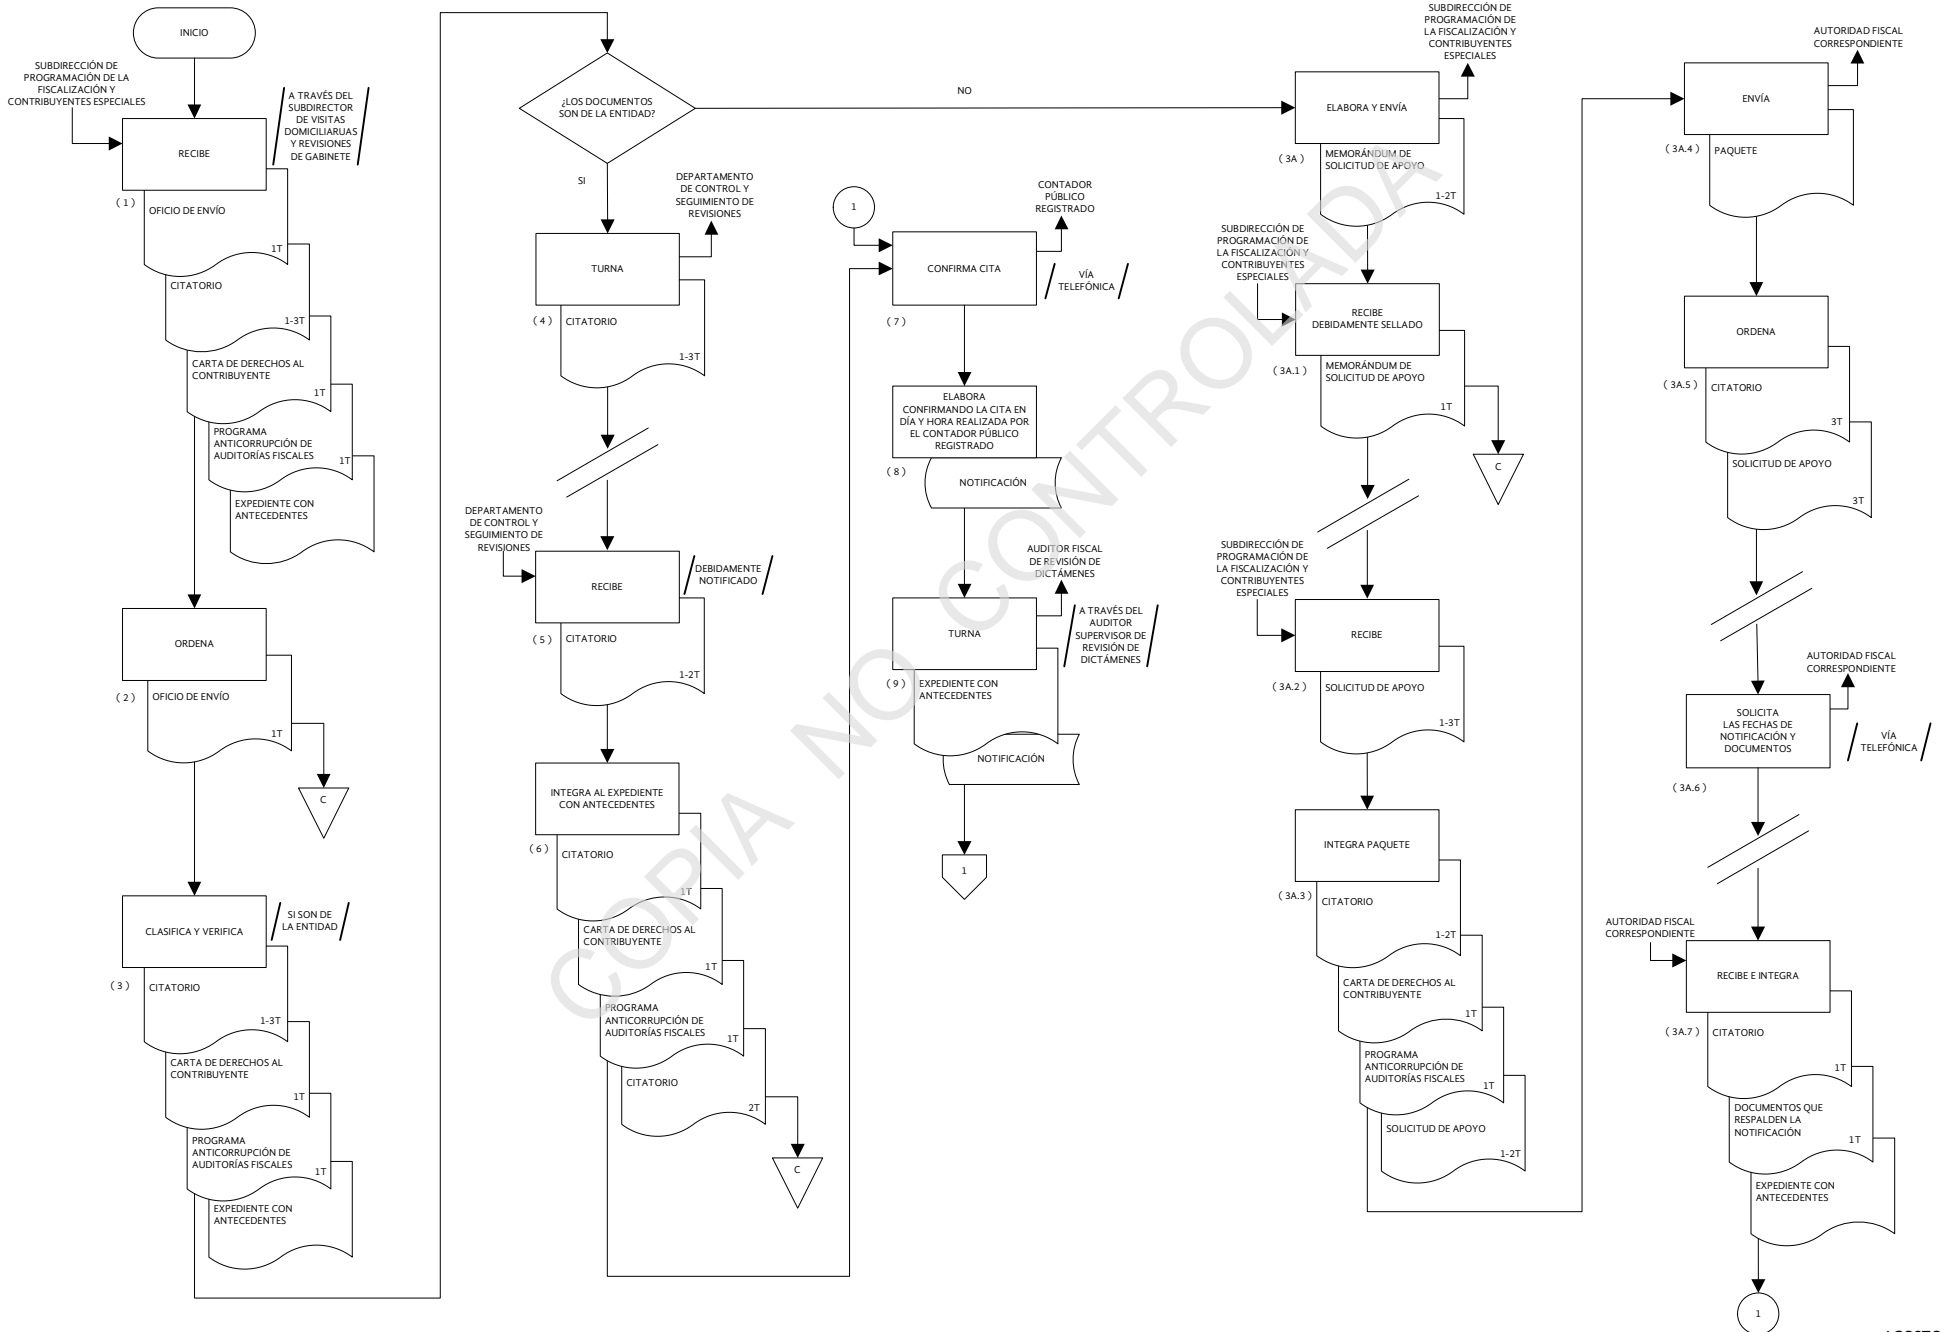 INICIO
SUBDIRECCIÓN DE
PROGRAMACIÓN DE LA
FISCALIZACIÓN Y
CONTRIBUYENTES ESPECIALES
A TRAVÉS DEL
SUBDIRECTOR
DE VISITAS
DOMICILIARUAS
Y REVISIONES
DE GABINETE
RECIBE
( 1 )
OFICIO DE ENVÍO
1T
CITATORIO
1-3T
CARTA DE DERECHOS AL
CONTRIBUYENTE
1T
PROGRAMA
ANTICORRUPCIÓN DE
AUDITORÍAS FISCALES
1T
EXPEDIENTE CON
ANTECEDENTES
ORDENA
( 2 )
OFICIO DE ENVÍO
1T
C
CLASIFICA Y VERIFICA
SI SON DE
LA ENTIDAD
( 3 )
CITATORIO
1-3T
CARTA DE DERECHOS AL
CONTRIBUYENTE
1T
PROGRAMA
ANTICORRUPCIÓN DE
AUDITORÍAS FISCALES
1T
EXPEDIENTE CON
ANTECEDENTES
¿LOS DOCUMENTOS
SON DE LA ENTIDAD?
NO
SI
DEPARTAMENTO
DE CONTROL Y
SEGUIMIENTO DE
REVISIONES
TURNA
( 4 )
CITATORIO
1-3T
DEPARTAMENTO
DE CONTROL Y
SEGUIMIENTO DE
REVISIONES
RECIBE
DEBIDAMENTE
NOTIFICADO
( 5 )
CITATORIO
1-2T
INTEGRA AL EXPEDIENTE
CON ANTECEDENTES
( 6 )
CITATORIO
1T
CARTA DE DERECHOS AL
CONTRIBUYENTE
1T
PROGRAMA
ANTICORRUPCIÓN DE
AUDITORÍAS FISCALES
1T
CITATORIO
2T
C
1
CONTADOR
PÚBLICO
REGISTRADO
CONFIRMA CITA
VÍA
TELEFÓNICA
( 7 )
ELABORA
CONFIRMANDO LA CITA EN
DÍA Y HORA REALIZADA POR
EL CONTADOR PÚBLICO
REGISTRADO
( 8 )
NOTIFICACIÓN
AUDITOR FISCAL
DE REVISIÓN DE
DICTÁMENES
TURNA
A TRAVÉS DEL
AUDITOR
SUPERVISOR DE
REVISIÓN DE
DICTÁMENES
( 9 )
EXPEDIENTE CON
ANTECEDENTES
NOTIFICACIÓN
1
SUBDIRECCIÓN DE
PROGRAMACIÓN DE
LA FISCALIZACIÓN Y
CONTRIBUYENTES
ESPECIALES
ELABORA Y ENVÍA
( 3A )
MEMORÁNDUM DE
SOLICITUD DE APOYO
1-2T
SUBDIRECCIÓN DE
PROGRAMACIÓN DE
LA FISCALIZACIÓN Y
CONTRIBUYENTES
ESPECIALES
RECIBE
DEBIDAMENTE SELLADO
( 3A.1 )
MEMORÁNDUM DE
SOLICITUD DE APOYO
1T
C
SUBDIRECCIÓN DE
PROGRAMACIÓN DE
LA FISCALIZACIÓN Y
CONTRIBUYENTES
ESPECIALES
RECIBE
( 3A.2 )
SOLICITUD DE APOYO
1-3T
INTEGRA PAQUETE
( 3A.3 )
CITATORIO
1-2T
CARTA DE DERECHOS AL
CONTRIBUYENTE
1T
PROGRAMA
ANTICORRUPCIÓN DE
AUDITORÍAS FISCALES
1T
SOLICITUD DE APOYO
1-2T
AUTORIDAD FISCAL
CORRESPONDIENTE
ENVÍA
( 3A.4 )
PAQUETE
ORDENA
( 3A.5 )
CITATORIO
3T
SOLICITUD DE APOYO
3T
AUTORIDAD FISCAL
CORRESPONDIENTE
SOLICITA
LAS FECHAS DE
NOTIFICACIÓN Y
DOCUMENTOS
VÍA
TELEFÓNICA
( 3A.6 )
AUTORIDAD FISCAL
CORRESPONDIENTE
RECIBE E INTEGRA
( 3A.7 )
CITATORIO
1T
DOCUMENTOS QUE
RESPALDEN LA
NOTIFICACIÓN
1T
EXPEDIENTE CON
ANTECEDENTES
1
COPIA NO CONTROLADA